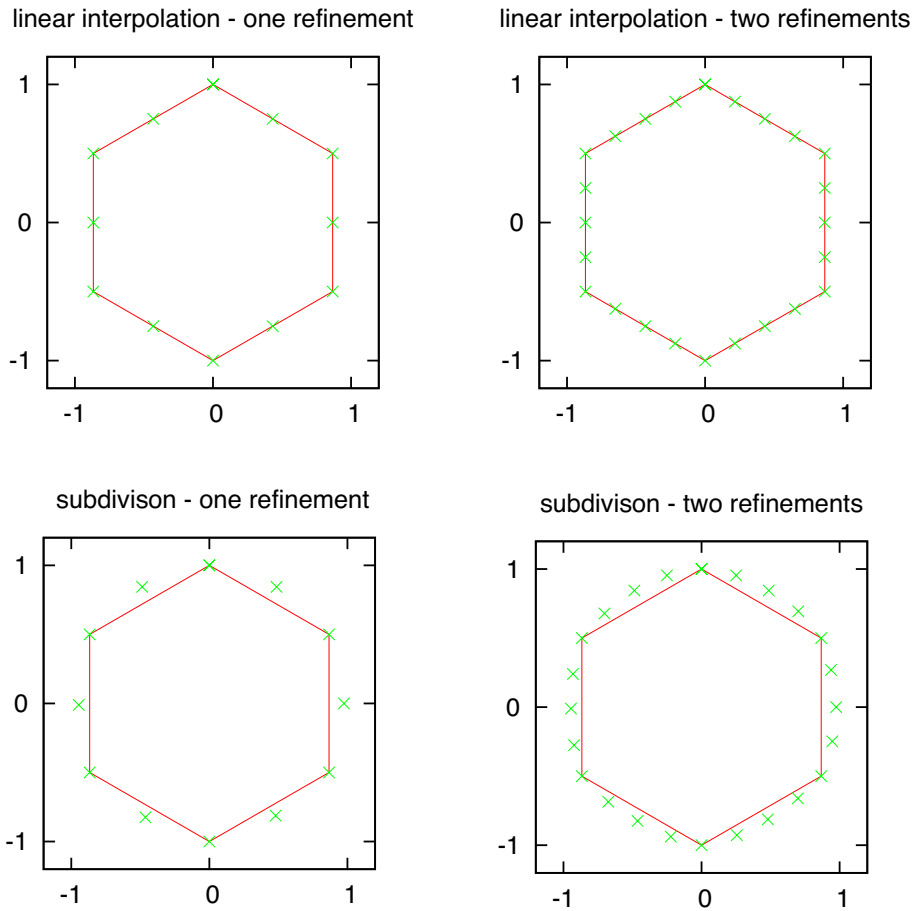 linear interpolation - one refinement
1
0
-1
-1 0 1
linear interpolation - two refinements
1
0
-1
-1 0 1
subdivison - one refinement
1
0
-1
-1 0 1
subdivison - two refinements
1
0
-1
-1 0 1